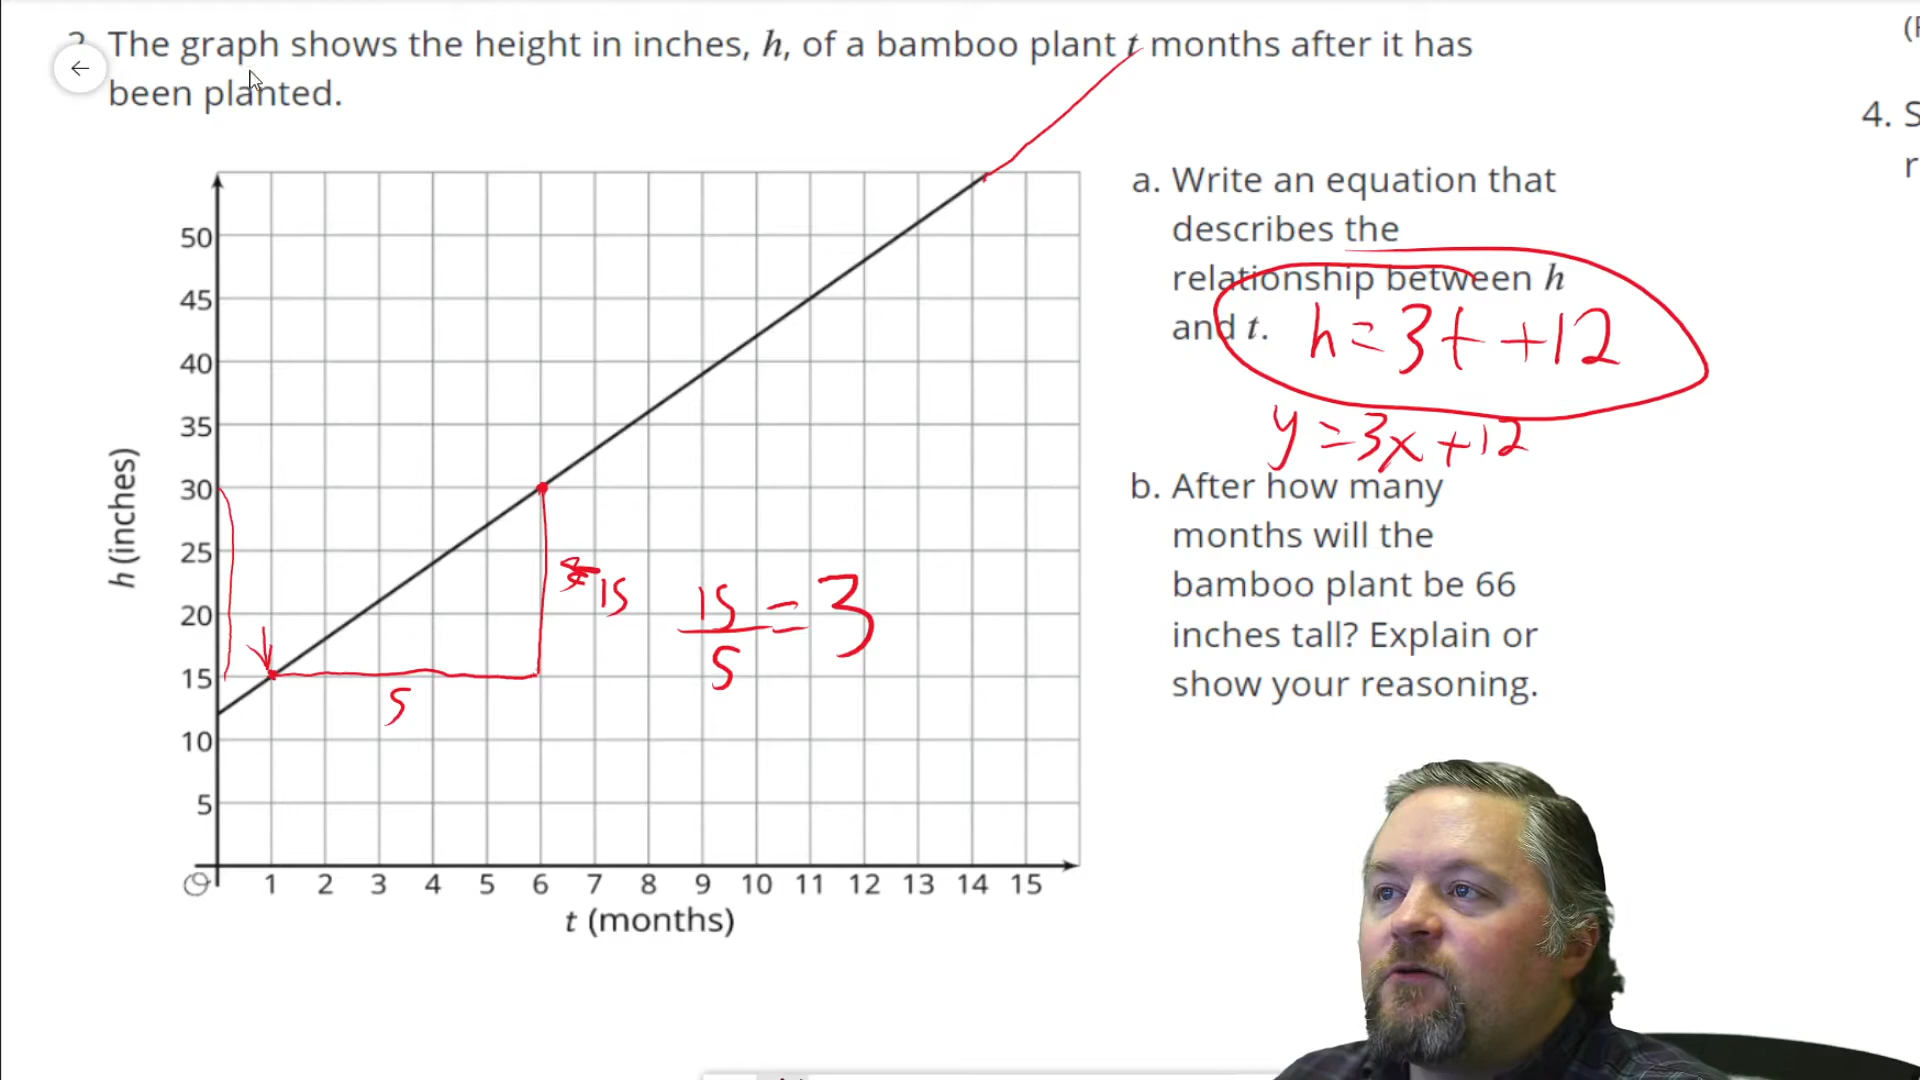 The graph shows the height in inches, h, of a bamboo plant t months after it has
been planted.
a. Write an equation that
describes the
relationship between h
and t.
h = 3t + 12
y = 3x + 12
b. After how many
months will the
bamboo plant be 66
inches tall? Explain or
show your reasoning.
4. S
r
h (inches)
50
45
40
35
30
25
20
15
10
5
15
15
5
= 3
5
O
1 2 3 4 5 6 7 8 9 10 11 12 13 14 15
t (months)